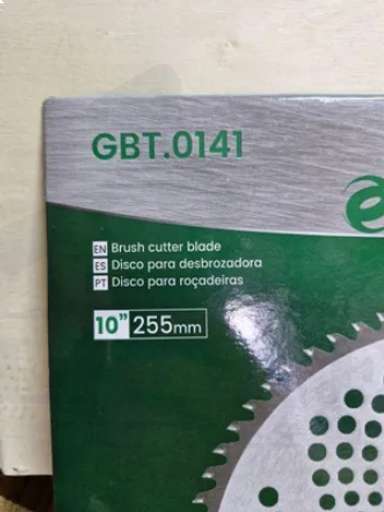 GBT.0141
EN Brush cutter blade
ES Disco para desbrozadora
PT Disco para roçadeiras
10" 255mm